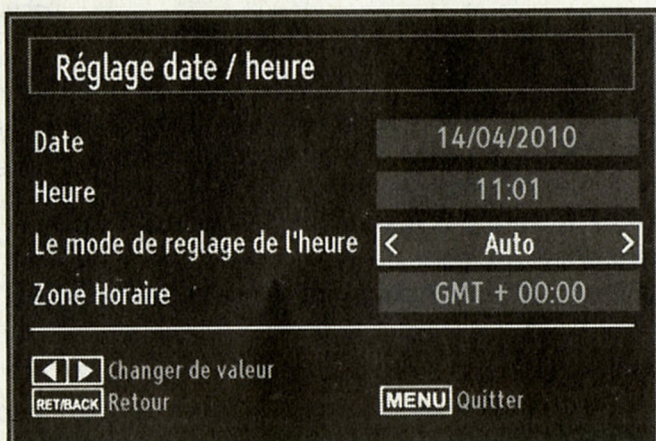 Réglage date / heure
Date 14/04/2010
Heure 11:01
Le mode de reglage de l'heure < Auto >
Zone Horaire GMT + 00:00
Changer de valeur
RET/BACK Retour MENU Quitter